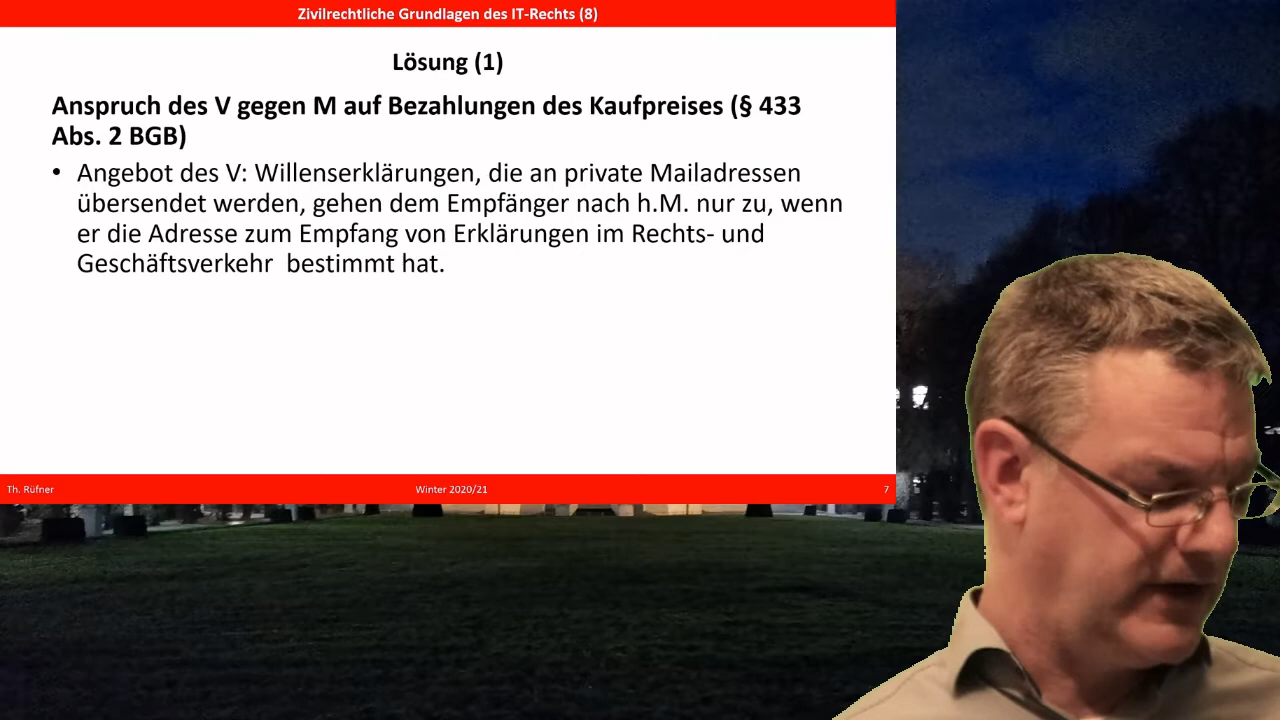 Zivilrechtliche Grundlagen des IT-Rechts (8)
Lösung (1)
Anspruch des V gegen M auf Bezahlungen des Kaufpreises (§ 433
Abs. 2 BGB)
• Angebot des V: Willenserklärungen, die an private Mailadressen
übersendet werden, gehen dem Empfänger nach h.M. nur zu, wenn
er die Adresse zum Empfang von Erklärungen im Rechts- und
Geschäftsverkehr  bestimmt hat.
Th. Rüfner
Winter 2020/21
7